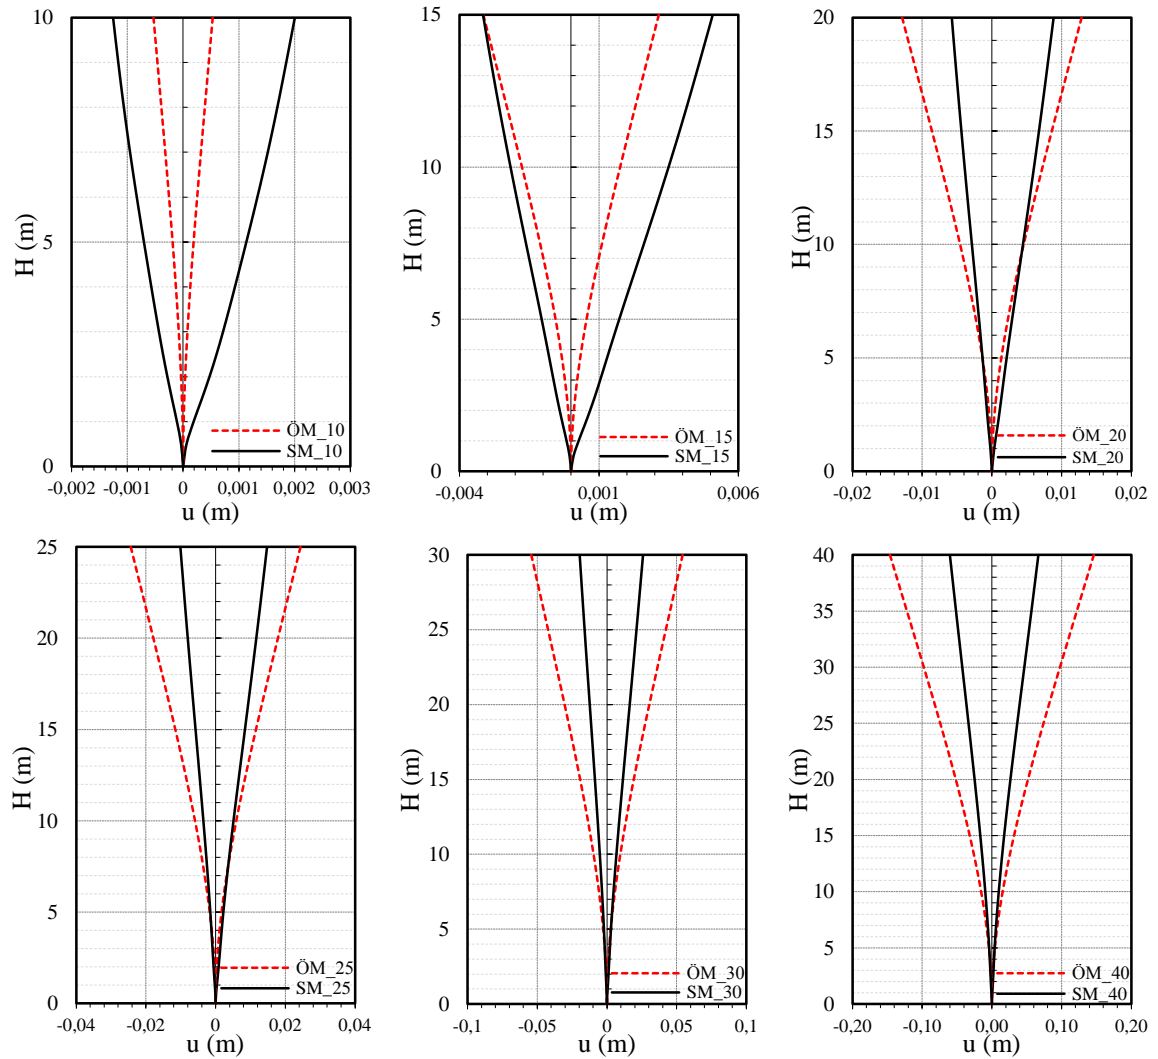 10
5
0
H (m)
ÖM_10
SM_10
-0,002 -0,001 0 0,001 0,002 0,003
u (m)
15
10
5
0
H (m)
ÖM_15
SM_15
-0,004 0,001 0,006
u (m)
20
15
10
5
0
H (m)
ÖM_20
SM_20
-0,02 -0,01 0 0,01 0,02
u (m)
25
20
15
10
5
0
H (m)
ÖM_25
SM_25
-0,04 -0,02 0 0,02 0,04
u (m)
30
25
20
15
10
5
0
H (m)
ÖM_30
SM_30
-0,1 -0,05 0 0,05 0,1
u (m)
40
35
30
25
20
15
10
5
0
H (m)
ÖM_40
SM_40
-0,20 -0,10 0,00 0,10 0,20
u (m)